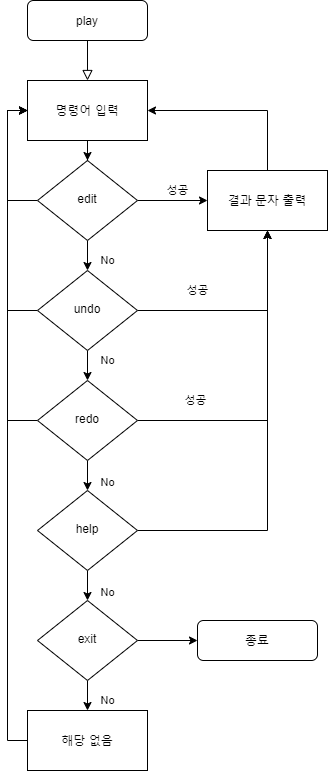 play
명령어 입력
edit
성공
결과 문자 출력
No
undo
성공
No
redo
성공
No
help
No
exit
종료
No
해당 없음